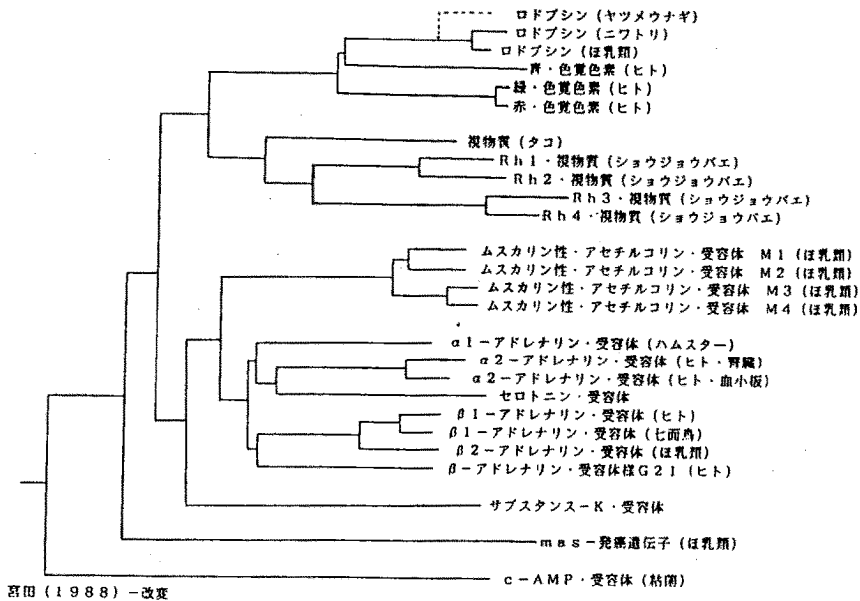 ロドプシン（ヤツメウナギ）
ロドプシン（ニワトリ）
ロドプシン（ほ乳類）
青・色覚色素（ヒト）
緑・色覚色素（ヒト）
赤・色覚色素（ヒト）
視物質（タコ）
Ｒｈ１・視物質（ショウジョウバエ）
Ｒｈ２・視物質（ショウジョウバエ）
Ｒｈ３・視物質（ショウジョウバエ）
Ｒｈ４・視物質（ショウジョウバエ）
ムスカリン性・アセチルコリン・受容体　Ｍ１（ほ乳類）
ムスカリン性・アセチルコリン・受容体　Ｍ２（ほ乳類）
ムスカリン性・アセチルコリン・受容体　Ｍ３（ほ乳類）
ムスカリン性・アセチルコリン・受容体　Ｍ４（ほ乳類）
α１－アドレナリン・受容体（ハムスター）
α２－アドレナリン・受容体（ヒト・腎臓）
α２－アドレナリン・受容体（ヒト・血小板）
セロトニン・受容体
β１－アドレナリン・受容体（ヒト）
β１－アドレナリン・受容体（七面鳥）
β２－アドレナリン・受容体（ほ乳類）
β－アドレナリン・受容体様Ｇ２１（ヒト）
サブスタンス－Ｋ・受容体
ｍａｓ－発癌遺伝子（ほ乳類）
ｃ－ＡＭＰ・受容体（粘菌）
宮田（１９８８）－改変